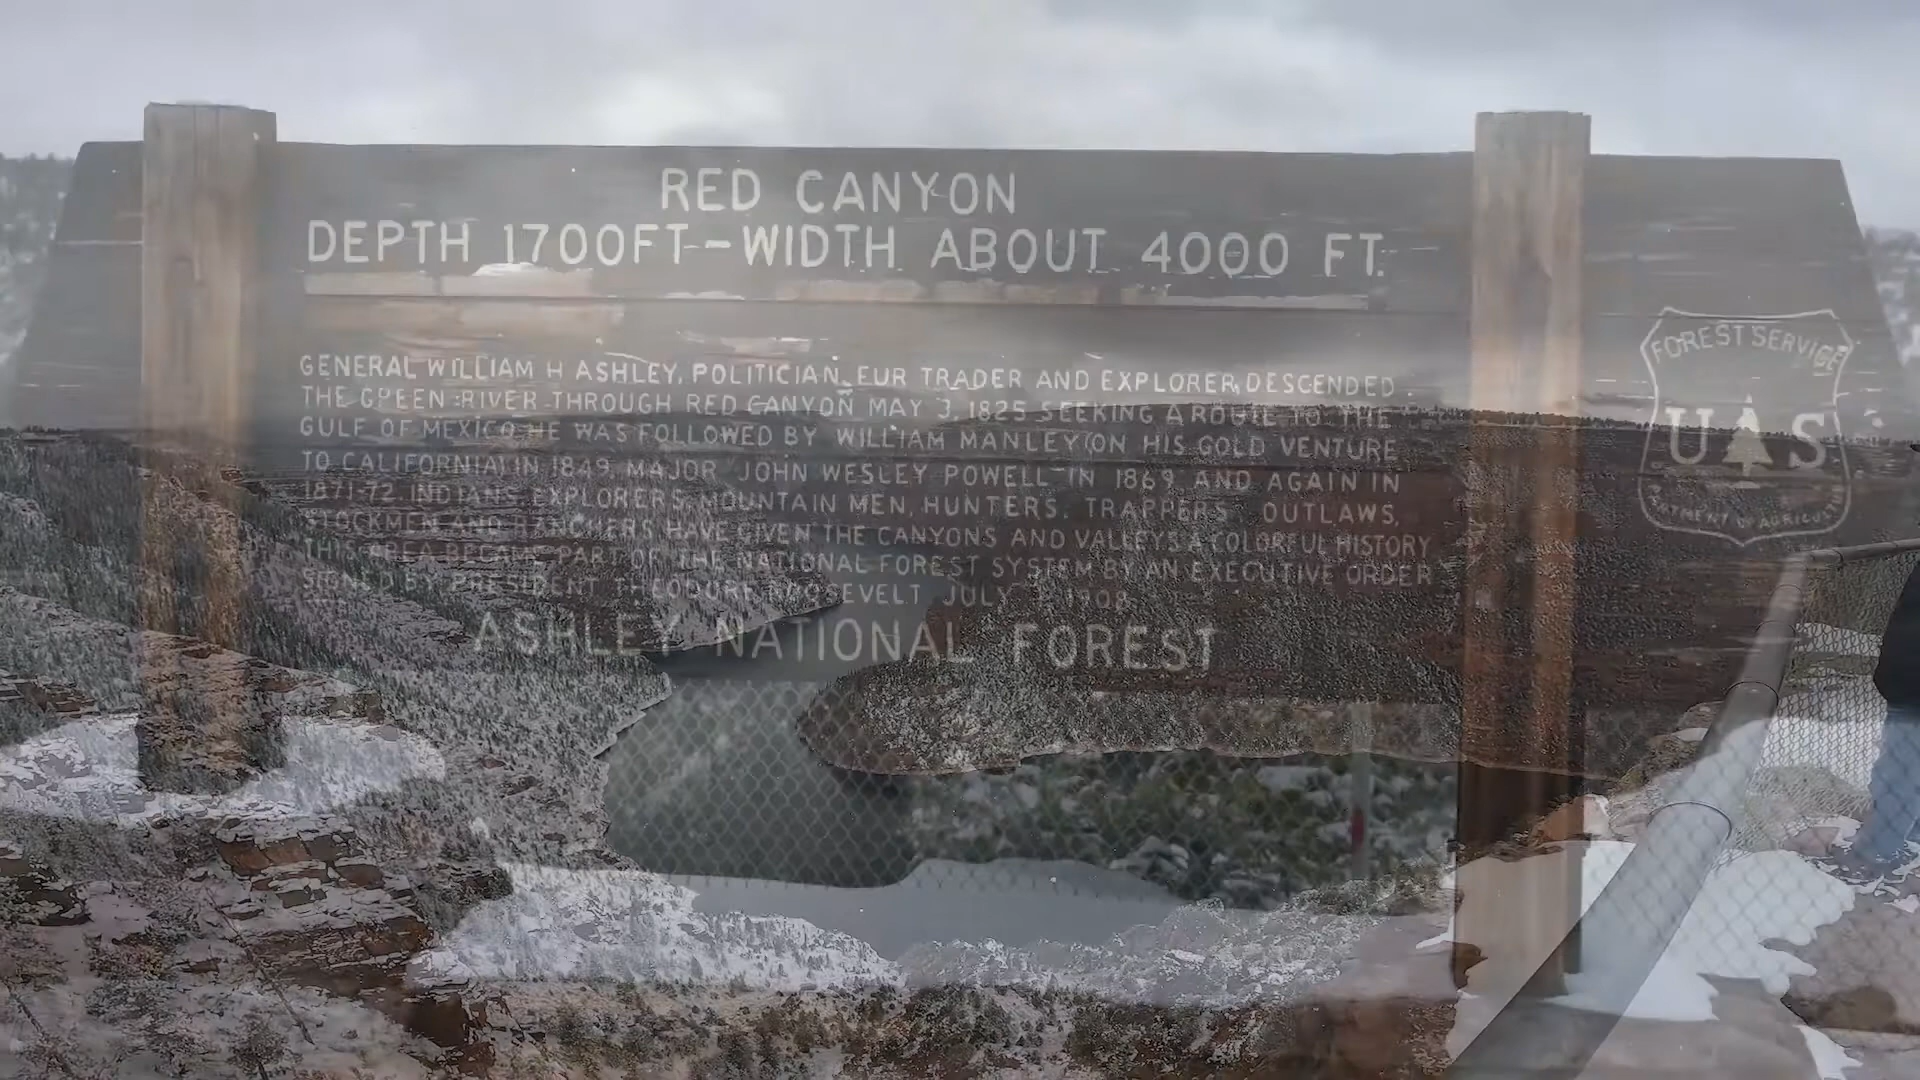 RED CANYON
DEPTH 1700FT-WIDTH ABOUT 4000 FT.
GENERAL WILLIAM H ASHLEY, POLITICIAN, FUR TRADER AND EXPLORER, DESCENDED
THE GREEN RIVER THROUGH RED CANYON MAY 3, 1825 SEEKING A ROUTE TO THE
GULF OF MEXICO. HE WAS FOLLOWED BY WILLIAM MANLEY (ON HIS GOLD VENTURE
TO CALIFORNIA) IN 1849, MAJOR JOHN WESLEY POWELL IN 1869 AND AGAIN IN
1871-72. INDIANS, EXPLORERS, MOUNTAIN MEN, HUNTERS, TRAPPERS, OUTLAWS,
STOCKMEN AND RANCHERS HAVE GIVEN THE CANYONS AND VALLEYS A COLORFUL HISTORY
THIS AREA BECAME PART OF THE NATIONAL FOREST SYSTEM BY AN EXECUTIVE ORDER
SIGNED BY PRESIDENT THEODORE ROOSEVELT JULY 1908
ASHLEY NATIONAL FOREST
FOREST SERVICE
U S
DEPARTMENT OF AGRICULTURE